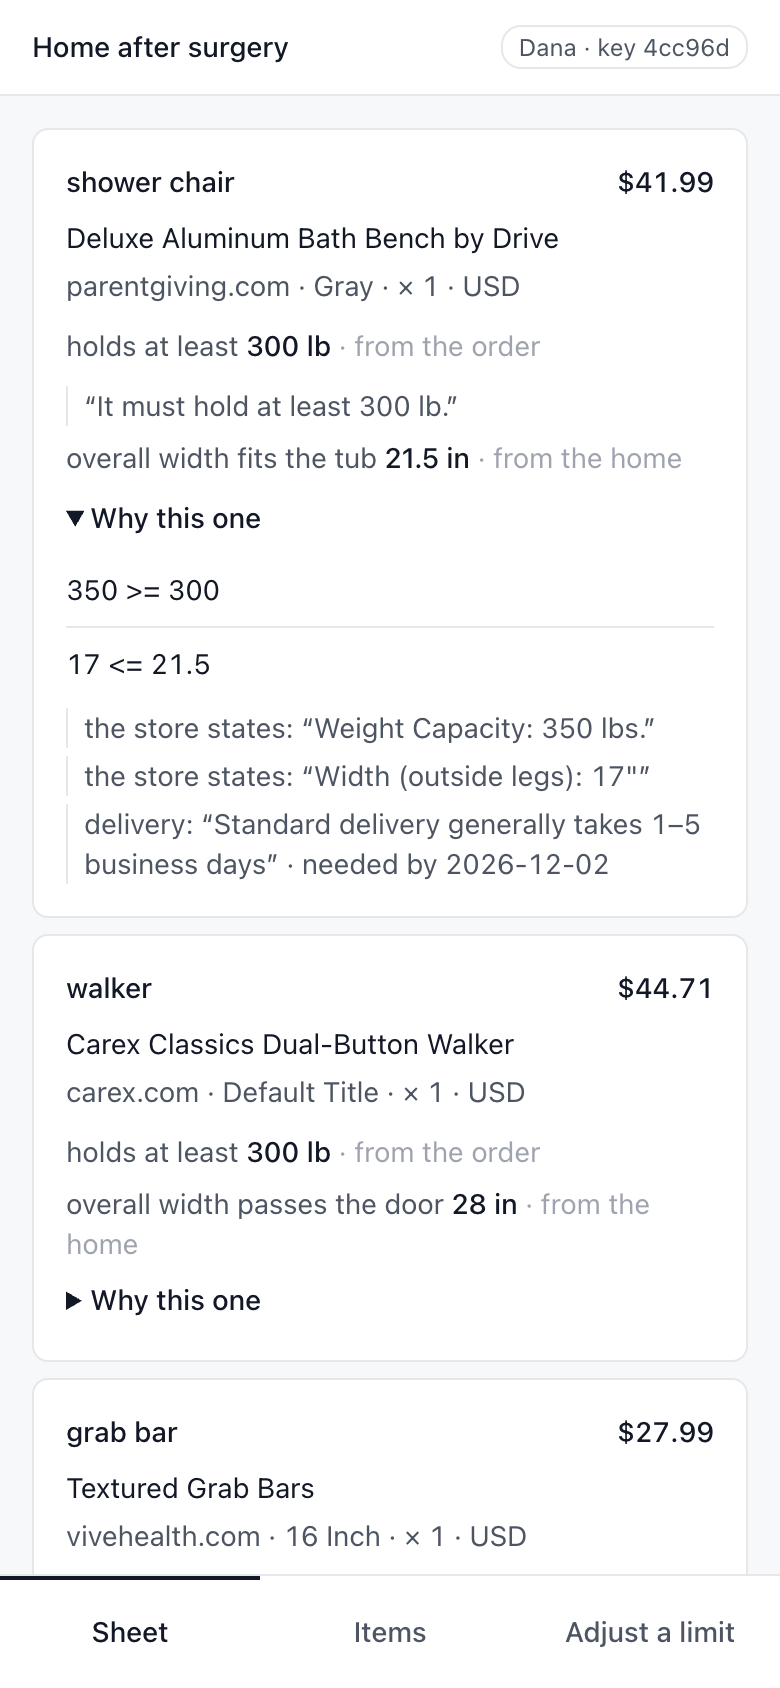 Home after surgery
Dana · key 4cc96d
shower chair
$41.99
Deluxe Aluminum Bath Bench by Drive
parentgiving.com · Gray · × 1 · USD
holds at least 300 lb · from the order
“It must hold at least 300 lb.”
overall width fits the tub 21.5 in · from the home
▼ Why this one
350 >= 300
17 <= 21.5
the store states: “Weight Capacity: 350 lbs.”
the store states: “Width (outside legs): 17"”
delivery: “Standard delivery generally takes 1–5
business days” · needed by 2026-12-02
walker
$44.71
Carex Classics Dual-Button Walker
carex.com · Default Title · × 1 · USD
holds at least 300 lb · from the order
overall width passes the door 28 in · from the
home
▶ Why this one
grab bar
$27.99
Textured Grab Bars
vivehealth.com · 16 Inch · × 1 · USD
Sheet
Items
Adjust a limit